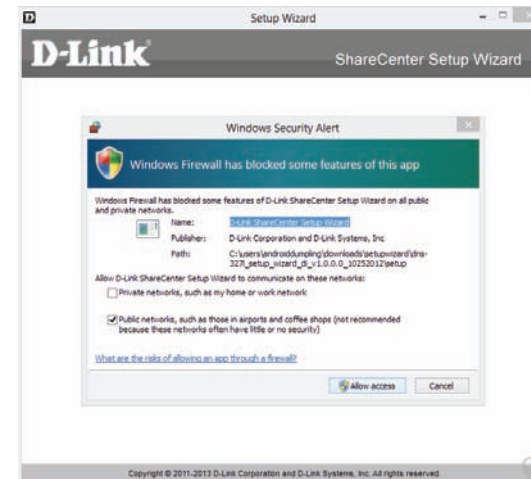 D
Setup Wizard
D-Link
ShareCenter Setup Wizard
Windows Security Alert
Windows Firewall has blocked some features of this app
Windows Firewall has blocked some features of D-Link ShareCenter Setup Wizard on all public
and private networks.
Name: D-Link ShareCenter Setup Wizard
Publisher: D-Link Corporation and D-Link Systems, Inc
Path: C:\users\androiddumpling\downloads\setupwizard\dns-
327l_setup_wizard_di_v1.0.0.0_10252012\setup
Allow D-Link ShareCenter Setup Wizard to communicate on these networks:
Private networks, such as my home or work network
Public networks, such as those in airports and coffee shops (not recommended
because these networks often have little or no security)
What are the risks of allowing an app through a firewall?
Allow access Cancel
Copyright © 2011-2013 D-Link Corporation and D-Link Systems, Inc. All rights reserved.